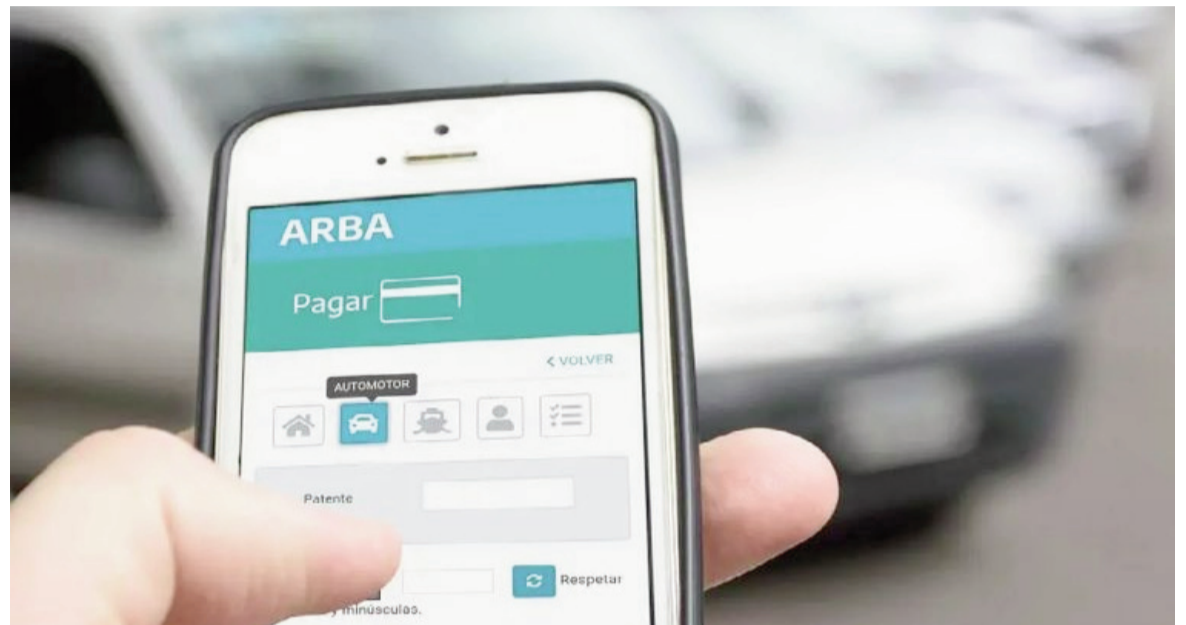 ARBA
Pagar
< VOLVER
AUTOMOTOR
Patente
Respetar
y minúsculas.